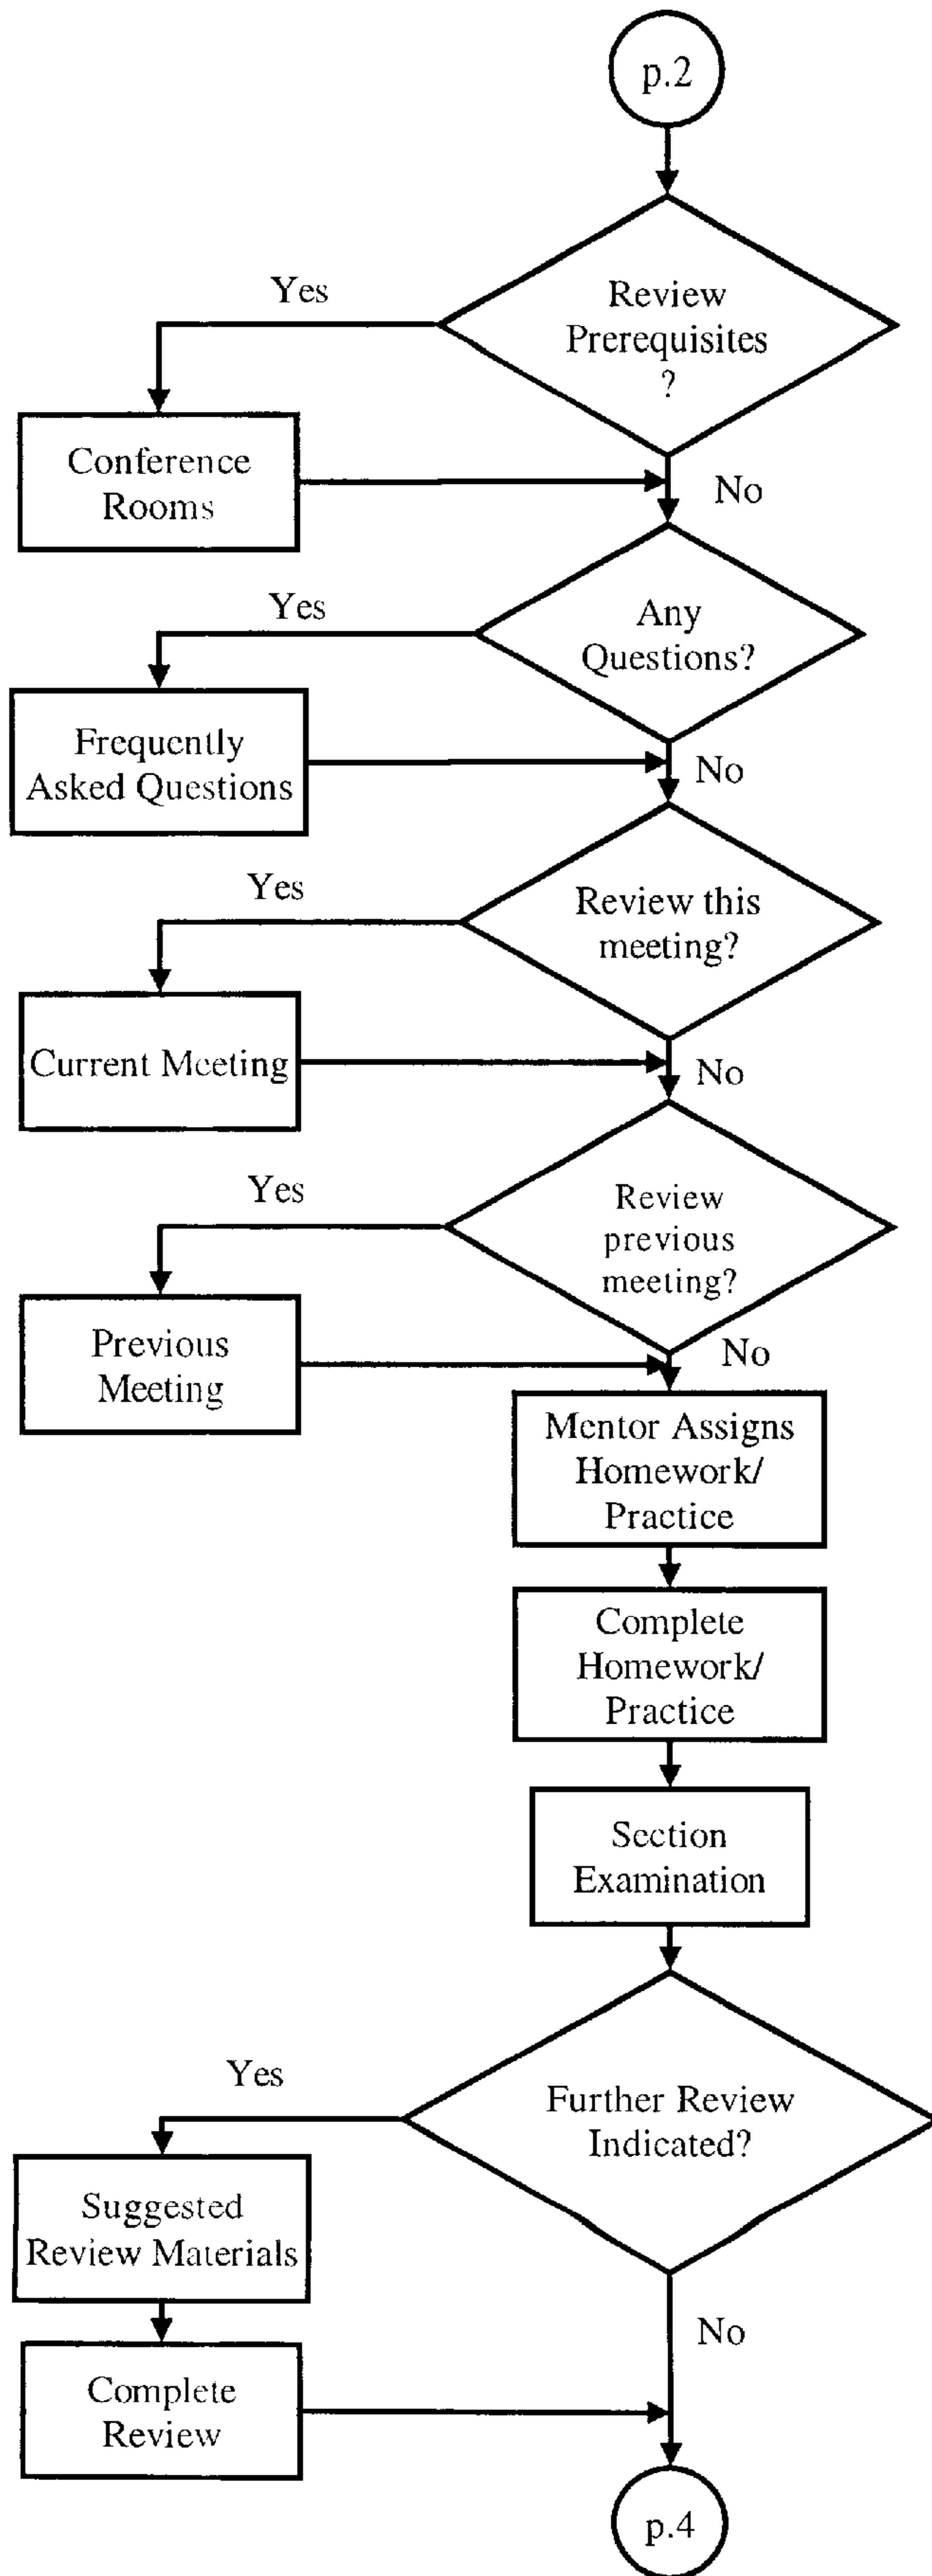 p.2
Review
Prerequisites
?
Yes
No
Conference
Rooms
Any
Questions?
Yes
No
Frequently
Asked Questions
Review this
meeting?
Yes
No
Current Meeting
Review
previous
meeting?
Yes
No
Previous
Meeting
Mentor Assigns
Homework/
Practice
Complete
Homework/
Practice
Section
Examination
Further Review
Indicated?
Yes
No
Suggested
Review Materials
Complete
Review
p.4